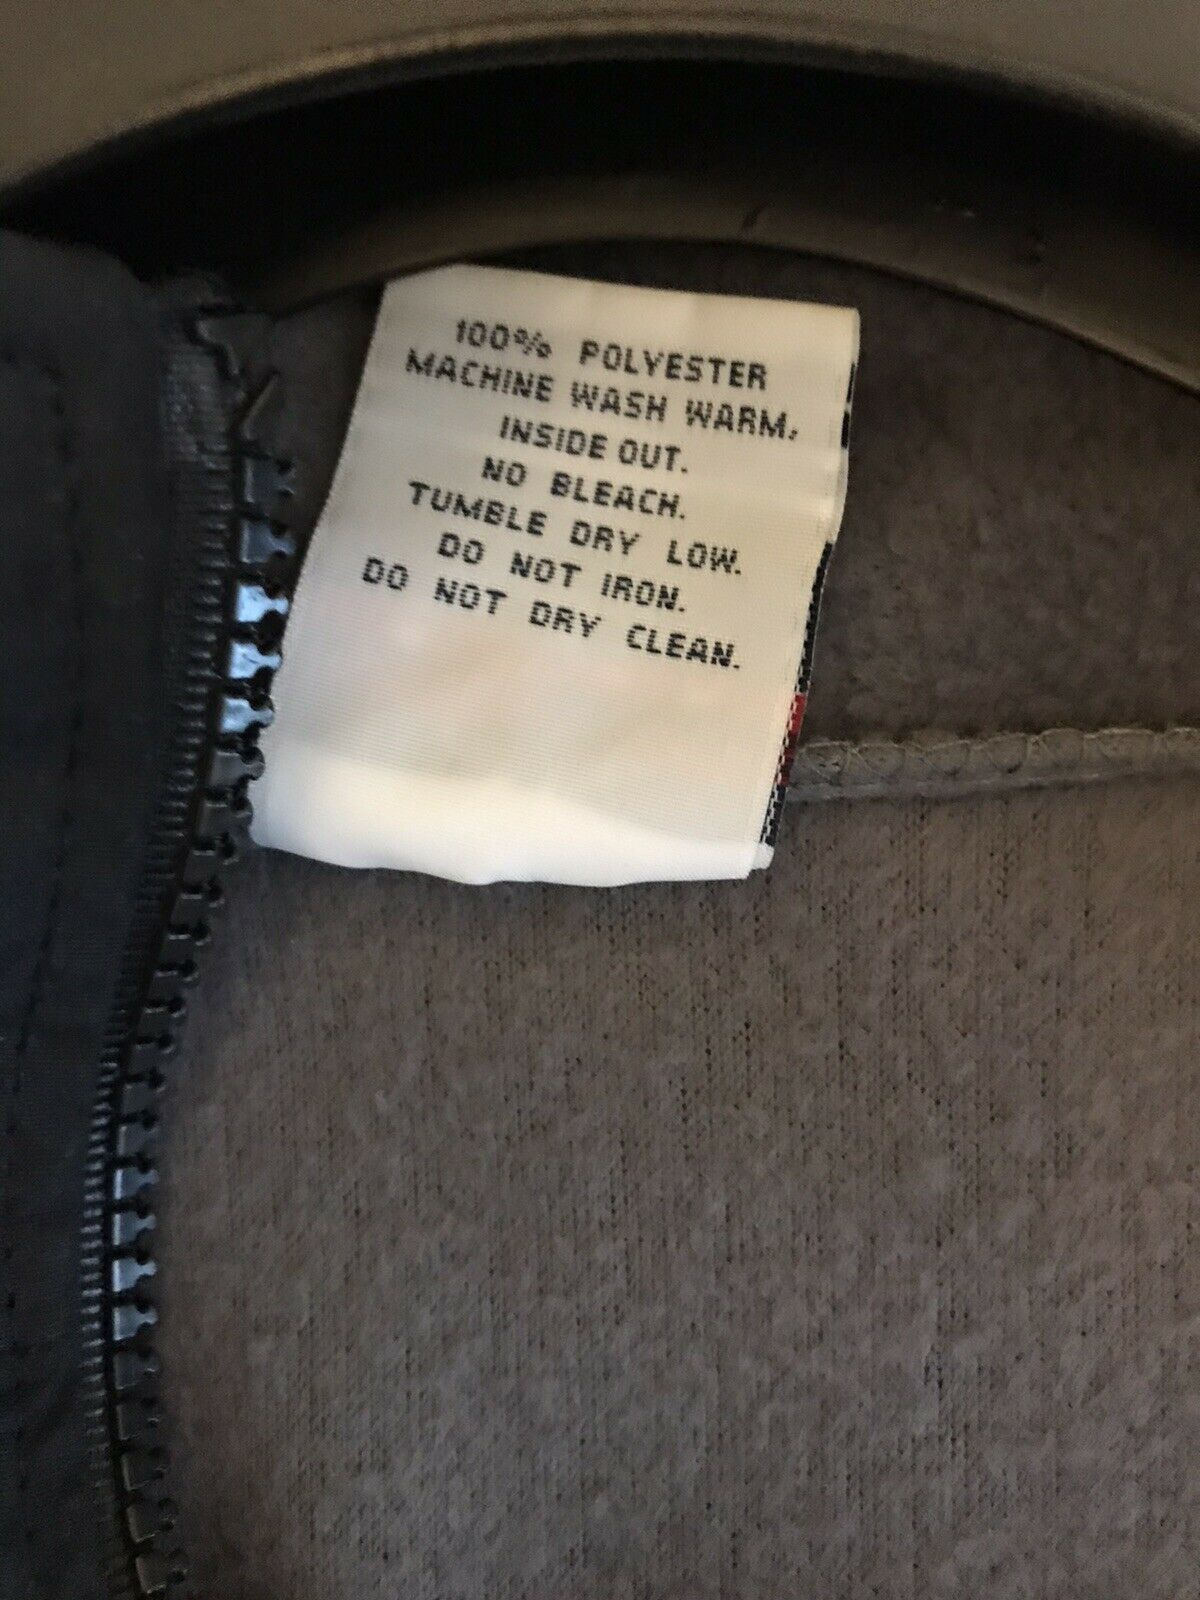 100% POLYESTER
MACHINE WASH WARM,
INSIDE OUT.
NO BLEACH.
TUMBLE DRY LOW.
DO NOT IRON.
DO NOT DRY CLEAN.